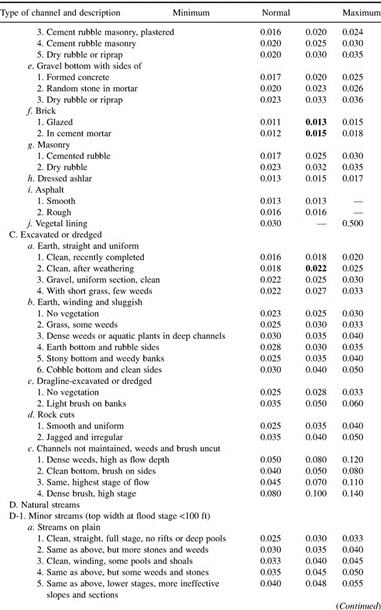 Type of channel and description Minimum Normal Maximum
3. Cement rubble masonry, plastered 0.016 0.020 0.024
4. Cement rubble masonry 0.020 0.025 0.030
5. Dry rubble or riprap 0.020 0.030 0.035
e. Gravel bottom with sides of
1. Formed concrete 0.017 0.020 0.025
2. Random stone in mortar 0.020 0.023 0.026
3. Dry rubble or riprap 0.023 0.033 0.036
f. Brick
1. Glazed 0.011 0.013 0.015
2. In cement mortar 0.012 0.015 0.018
g. Masonry
1. Cemented rubble 0.017 0.025 0.030
2. Dry rubble 0.023 0.032 0.035
h. Dressed ashlar 0.013 0.015 0.017
i. Asphalt
1. Smooth 0.013 0.013 —
2. Rough 0.016 0.016 —
j. Vegetal lining 0.030 — 0.500
C. Excavated or dredged
a. Earth, straight and uniform
1. Clean, recently completed 0.016 0.018 0.020
2. Clean, after weathering 0.018 0.022 0.025
3. Gravel, uniform section, clean 0.022 0.025 0.030
4. With short grass, few weeds 0.022 0.027 0.033
b. Earth, winding and sluggish
1. No vegetation 0.023 0.025 0.030
2. Grass, some weeds 0.025 0.030 0.033
3. Dense weeds or aquatic plants in deep channels 0.030 0.035 0.040
4. Earth bottom and rubble sides 0.028 0.030 0.035
5. Stony bottom and weedy banks 0.025 0.035 0.040
6. Cobble bottom and clean sides 0.030 0.040 0.050
c. Dragline-excavated or dredged
1. No vegetation 0.025 0.028 0.033
2. Light brush on banks 0.035 0.050 0.060
d. Rock cuts
1. Smooth and uniform 0.025 0.035 0.040
2. Jagged and irregular 0.035 0.040 0.050
c. Channels not maintained, weeds and brush uncut
1. Dense weeds, high as flow depth 0.050 0.080 0.120
2. Clean bottom, brush on sides 0.040 0.050 0.080
3. Same, highest stage of flow 0.045 0.070 0.110
4. Dense brush, high stage 0.080 0.100 0.140
D. Natural streams
D-1. Minor streams (top width at flood stage <100 ft)
a. Streams on plain
1. Clean, straight, full stage, no rifts or deep pools 0.025 0.030 0.033
2. Same as above, but more stones and weeds 0.030 0.035 0.040
3. Clean, winding, some pools and shoals 0.033 0.040 0.045
4. Same as above, but some weeds and stones 0.035 0.045 0.050
5. Same as above, lower stages, more ineffective 0.040 0.048 0.055
slopes and sections
(Continued)